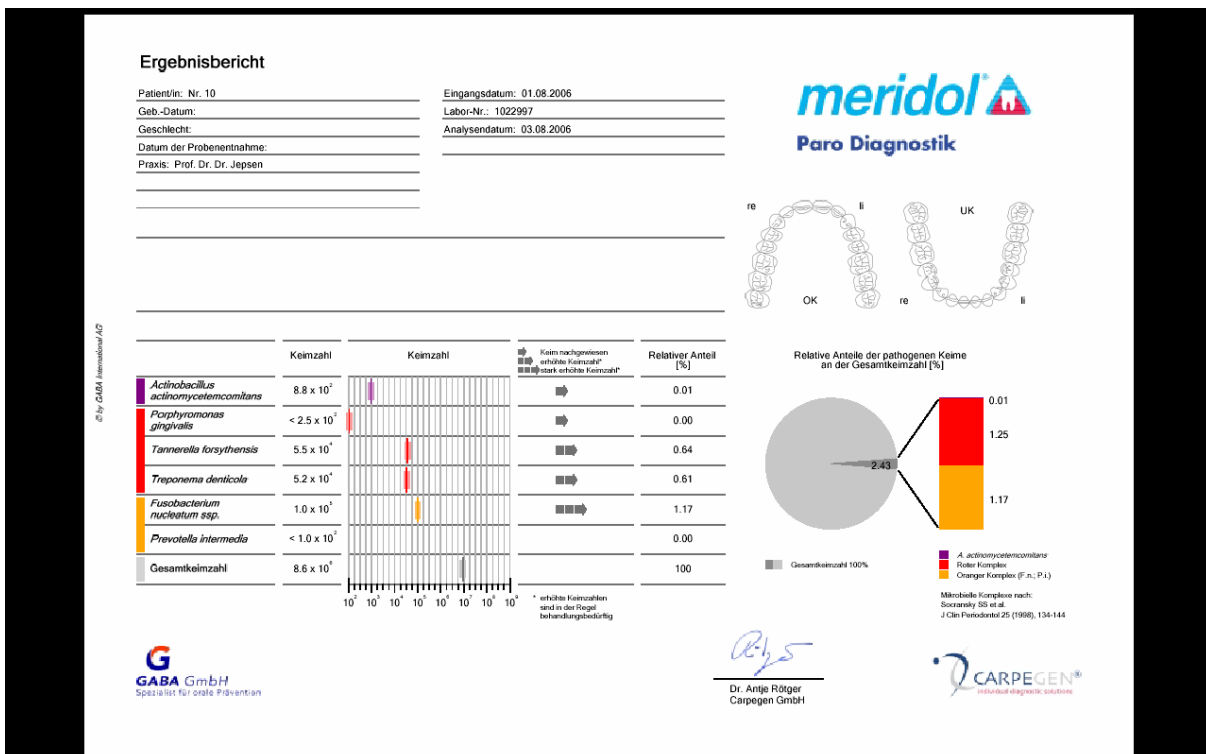 Ergebnisbericht
Patient/in: Nr. 10
Geb.-Datum:
Geschlecht:
Datum der Probenentnahme:
Praxis: Prof. Dr. Dr. Jepsen
Eingangsdatum: 01.08.2006
Labor-Nr.: 1022997
Analysendatum: 03.08.2006
meridol®
Paro Diagnostik
re li UK
OK re li
© by GABA International AG
Keimzahl Keimzahl Keim nachgewiesen
erhöhte Keimzahl*
stark erhöhte Keimzahl*
Relativer Anteil
[%]
Actinobacillus
actinomycetemcomitans 8.8 x 10² 0.01
Porphyromonas
gingivalis < 2.5 x 10² 0.00
Tannerella forsythensis 5.5 x 10⁴ 0.64
Treponema denticola 5.2 x 10⁴ 0.61
Fusobacterium
nucleatum ssp. 1.0 x 10⁵ 1.17
Prevotella intermedia < 1.0 x 10³ 0.00
Gesamtkeimzahl 8.6 x 10⁶ 100
10² 10³ 10⁴ 10⁵ 10⁶ 10⁷ 10⁸ 10⁹
* erhöhte Keimzahlen
sind in der Regel
behandlungsbedürftig
Relative Anteile der pathogenen Keime
an der Gesamtkeimzahl [%]
2.43
0.01
1.25
1.17
Gesamtkeimzahl 100%
A. actinomycetemcomitans
Roter Komplex
Oranger Komplex (F.n.; P.i.)
Mikrobielle Komplexe nach:
Socransky SS et al.
J Clin Periodontol 25 (1998), 134-144
GABA GmbH
Spezialist für orale Prävention
Dr. Antje Rötger
Carpegen GmbH
CARPEGEN®
individual diagnostic solutions